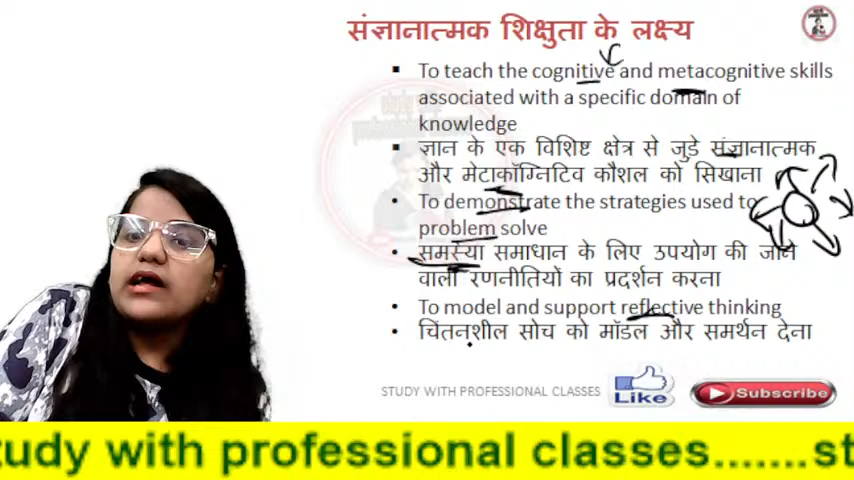 संज्ञानात्मक शिक्षुता के लक्ष्य
To teach the cognitive and metacognitive skills
associated with a specific domain of
knowledge
ज्ञान के एक विशिष्ट क्षेत्र से जुड़े संज्ञानात्मक
और मेटाकॉग्निटिव कौशल को सिखाना
To demonstrate the strategies used to
problem solve
समस्या समाधान के लिए उपयोग की जाने
वाली रणनीतियों का प्रदर्शन करना
To model and support reflective thinking
चिंतनशील सोच को मॉडल और समर्थन देना
STUDY WITH PROFESSIONAL CLASSES
Like
Subscribe
study with professional classes.......st